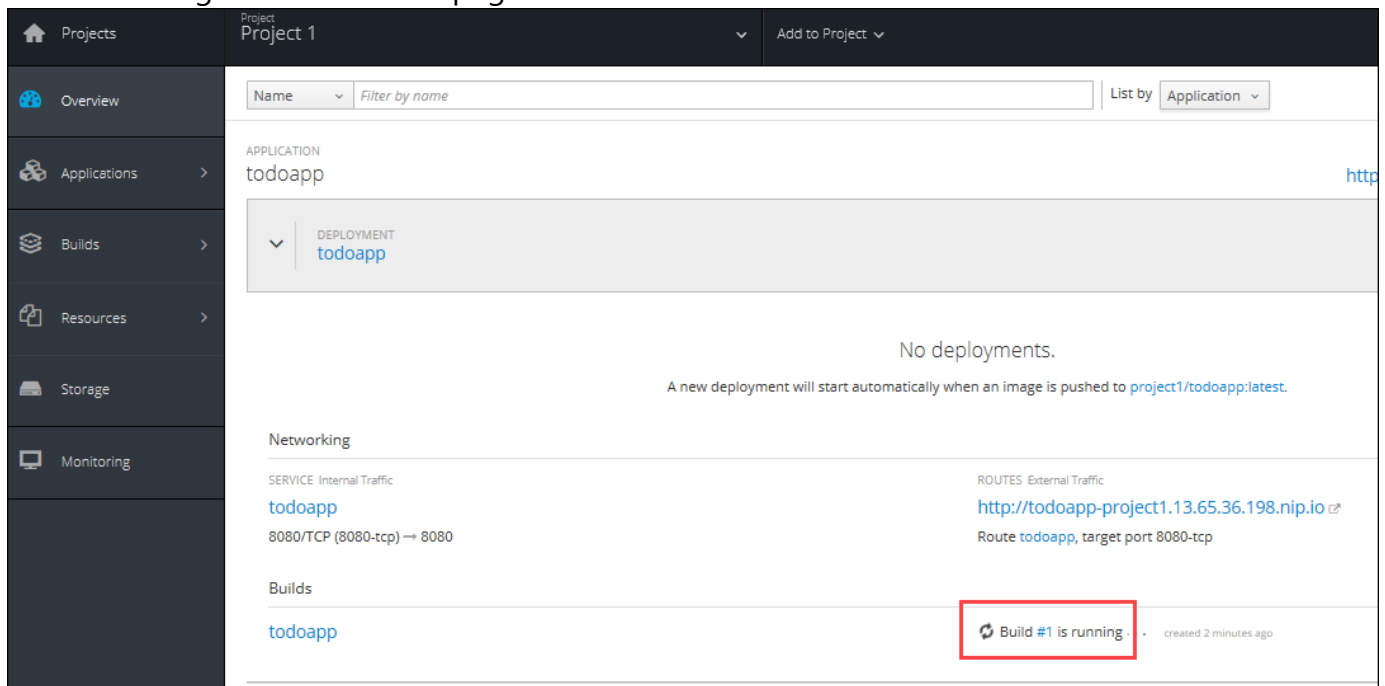 Projects
Project
Project 1
Add to Project
Overview
Name
Filter by name
List by
Application
APPLICATION
todoapp
http
Applications
DEPLOYMENT
todoapp
Builds
Resources
No deployments.
A new deployment will start automatically when an image is pushed to project1/todoapp:latest.
Storage
Networking
Monitoring
SERVICE Internal Traffic
ROUTES External Traffic
todoapp
http://todoapp-project1.13.65.36.198.nip.io
8080/TCP (8080-tcp) → 8080
Route todoapp, target port 8080-tcp
Builds
todoapp
Build #1 is running . . created 2 minutes ago